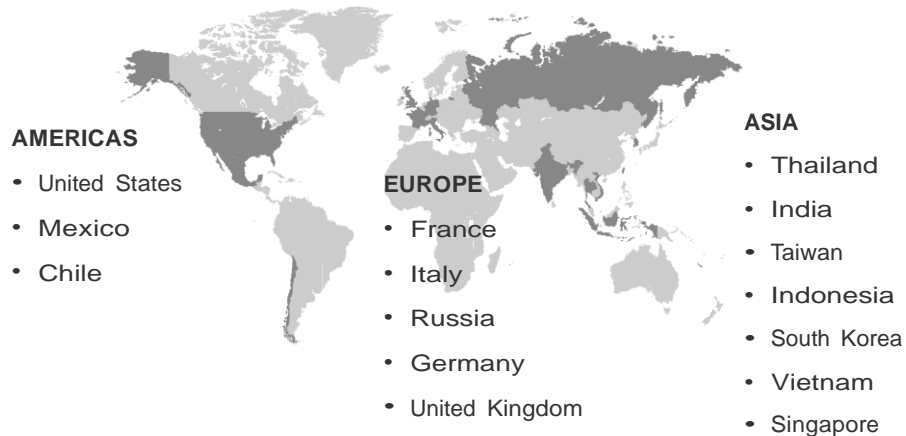 AMERICAS
• United States
• Mexico
• Chile
EUROPE
• France
• Italy
• Russia
• Germany
• United Kingdom
ASIA
• Thailand
• India
• Taiwan
• Indonesia
• South Korea
• Vietnam
• Singapore